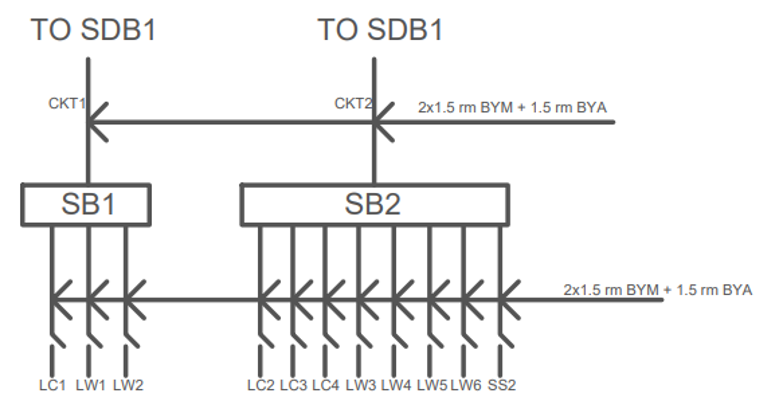 TO SDB1 TO SDB1
CKT1 CKT2 2x1.5 rm BYM + 1.5 rm BYA
SB1 SB2
2x1.5 rm BYM + 1.5 rm BYA
LC1 LW1 LW2 LC2 LC3 LC4 LW3 LW4 LW5 LW6 SS2